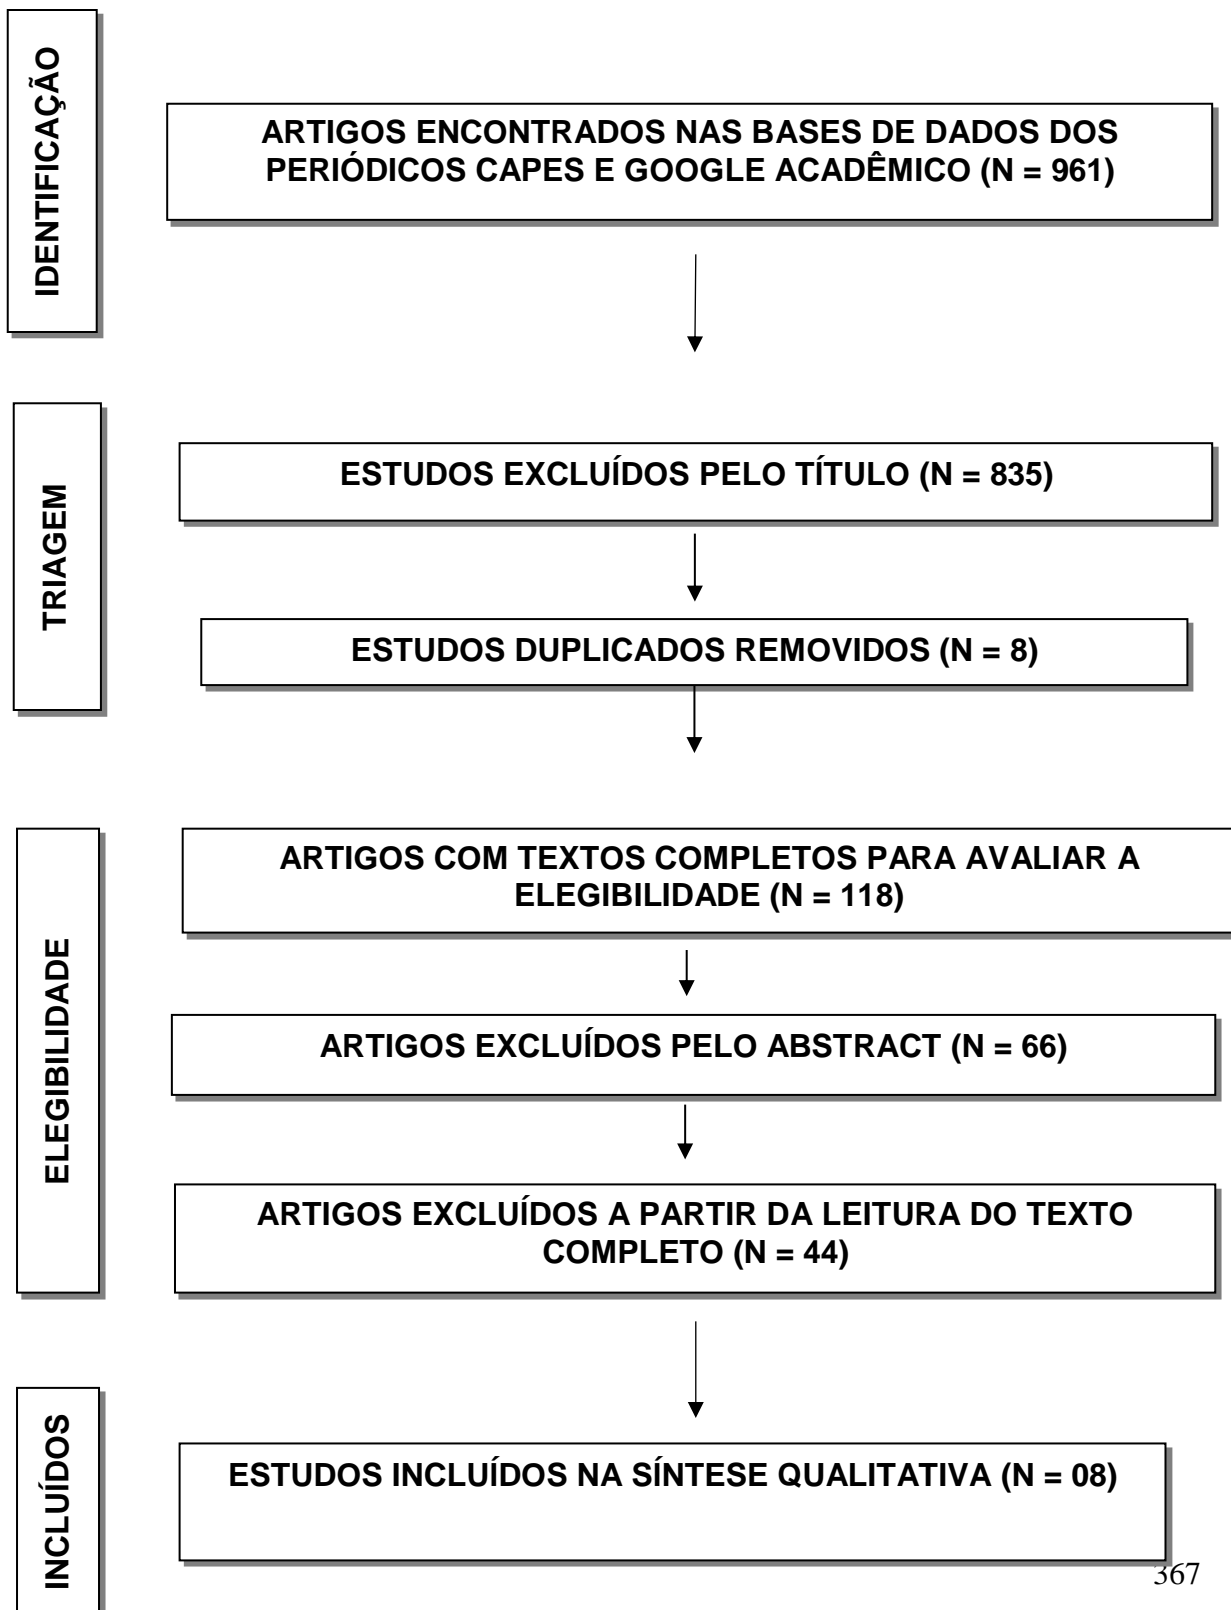 IDENTIFICAÇÃO
ARTIGOS ENCONTRADOS NAS BASES DE DADOS DOS
PERIÓDICOS CAPES E GOOGLE ACADÊMICO (N = 961)
TRIAGEM
ESTUDOS EXCLUÍDOS PELO TÍTULO (N = 835)
ESTUDOS DUPLICADOS REMOVIDOS (N = 8)
ELEGIBILIDADE
ARTIGOS COM TEXTOS COMPLETOS PARA AVALIAR A
ELEGIBILIDADE (N = 118)
ARTIGOS EXCLUÍDOS PELO ABSTRACT (N = 66)
ARTIGOS EXCLUÍDOS A PARTIR DA LEITURA DO TEXTO
COMPLETO (N = 44)
INCLUÍDOS
ESTUDOS INCLUÍDOS NA SÍNTESE QUALITATIVA (N = 08)
367